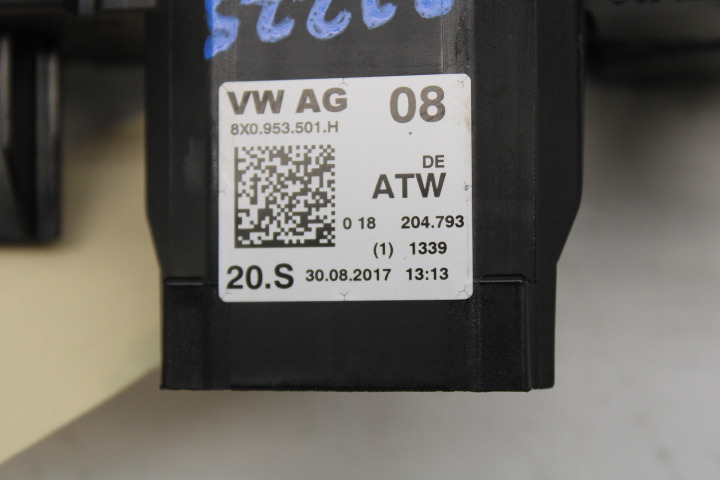 VW AG 08
8X0.953.501.H
DE
ATW
0 18 204.793
(1) 1339
20.S 30.08.2017 13:13